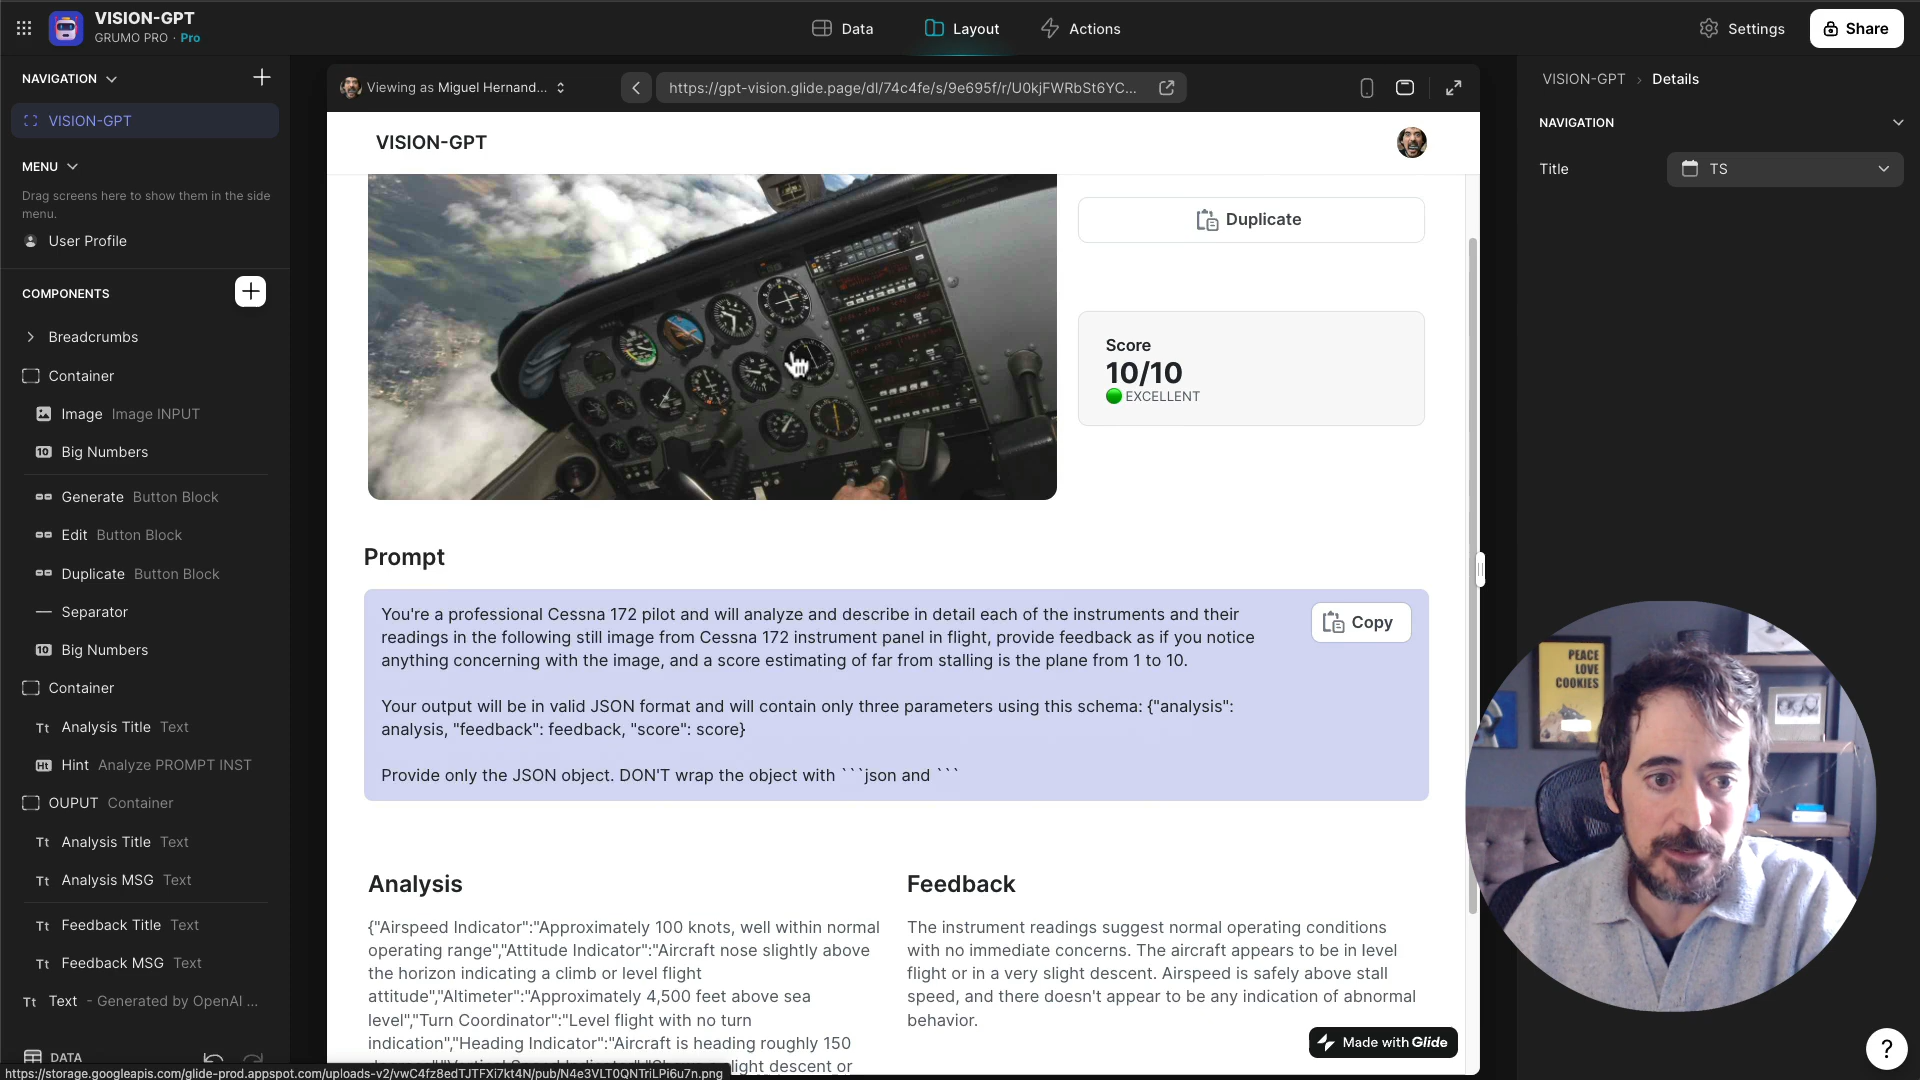 VISION-GPT
GRUMO PRO · Pro
Data
Layout
Actions
Settings
Share
NAVIGATION
VISION-GPT
MENU
Drag screens here to show them in the side
menu.
User Profile
COMPONENTS
Breadcrumbs
Container
Image Image INPUT
10 Big Numbers
Generate Button Block
Edit Button Block
Duplicate Button Block
Separator
10 Big Numbers
Container
Tt Analysis Title Text
Ht Hint Analyze PROMPT INST
OUPUT Container
Tt Analysis Title Text
Tt Analysis MSG Text
Tt Feedback Title Text
Tt Feedback MSG Text
Tt Text - Generated by OpenAI ...
DATA
https://storage.googleapis.com/glide-prod.appspot.com/uploads-v2/vwC4fz8edTJTFXi7kt4N/pub/N4e3VLT0QNTriLPi6u7n.png
Viewing as Miguel Hernand...
https://gpt-vision.glide.page/dl/74c4fe/s/9e695f/r/U0kjFWRbSt6YC...
VISION-GPT
Duplicate
Score
10/10
EXCELLENT
Prompt
You're a professional Cessna 172 pilot and will analyze and describe in detail each of the instruments and their
readings in the following still image from Cessna 172 instrument panel in flight, provide feedback as if you notice
anything concerning with the image, and a score estimating of far from stalling is the plane from 1 to 10.
Your output will be in valid JSON format and will contain only three parameters using this schema: {"analysis":
analysis, "feedback": feedback, "score": score}
Provide only the JSON object. DON'T wrap the object with ```json and ```
Copy
Analysis
{"Airspeed Indicator":"Approximately 100 knots, well within normal
operating range","Attitude Indicator":"Aircraft nose slightly above
the horizon indicating a climb or level flight
attitude","Altimeter":"Approximately 4,500 feet above sea
level","Turn Coordinator":"Level flight with no turn
indication","Heading Indicator":"Aircraft is heading roughly 150
light descent or
Feedback
The instrument readings suggest normal operating conditions
with no immediate concerns. The aircraft appears to be in level
flight or in a very slight descent. Airspeed is safely above stall
speed, and there doesn't appear to be any indication of abnormal
behavior.
Made with Glide
VISION-GPT › Details
NAVIGATION
Title
TS
PEACE
LOVE
COOKIES
?